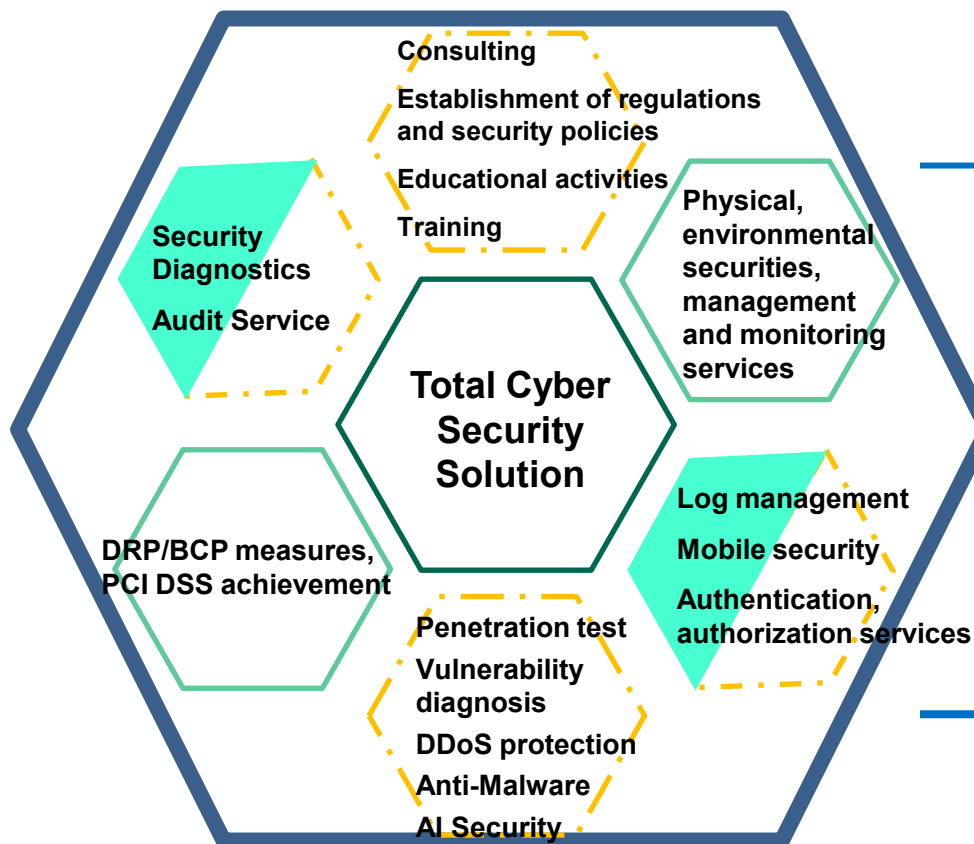 Consulting
Establishment of regulations
and security policies
Educational activities
Training
Physical,
environmental
securities,
management
and monitoring
services
Security
Diagnostics
Audit Service
Total Cyber
Security
Solution
Log management
Mobile security
Authentication,
authorization services
DRP/BCP measures,
PCI DSS achievement
Penetration test
Vulnerability
diagnosis
DDoS protection
Anti-Malware
AI Security